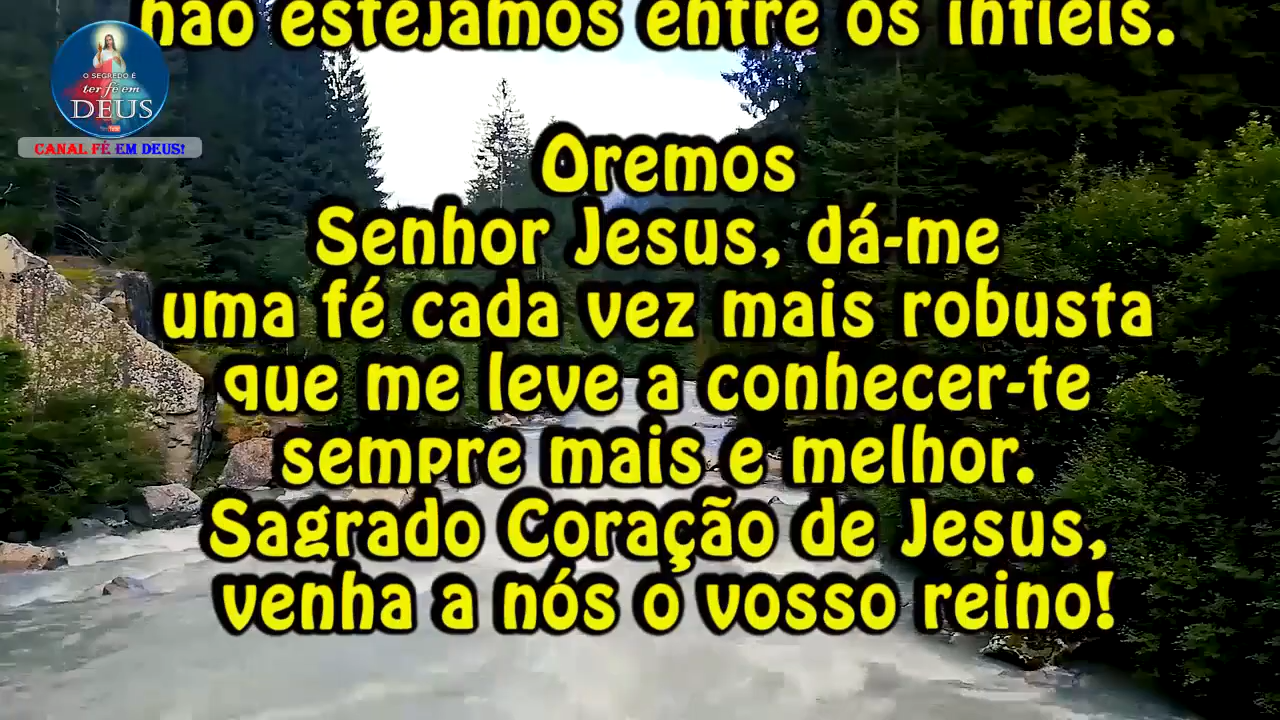 não estejamos entre os infiéis.
O SEGREDO É
ter fé em
DEUS
CANAL FÉ EM DEUS!
Oremos
Senhor Jesus, dá-me
uma fé cada vez mais robusta
que me leve a conhecer-te
sempre mais e melhor.
Sagrado Coração de Jesus,
venha a nós o vosso reino!